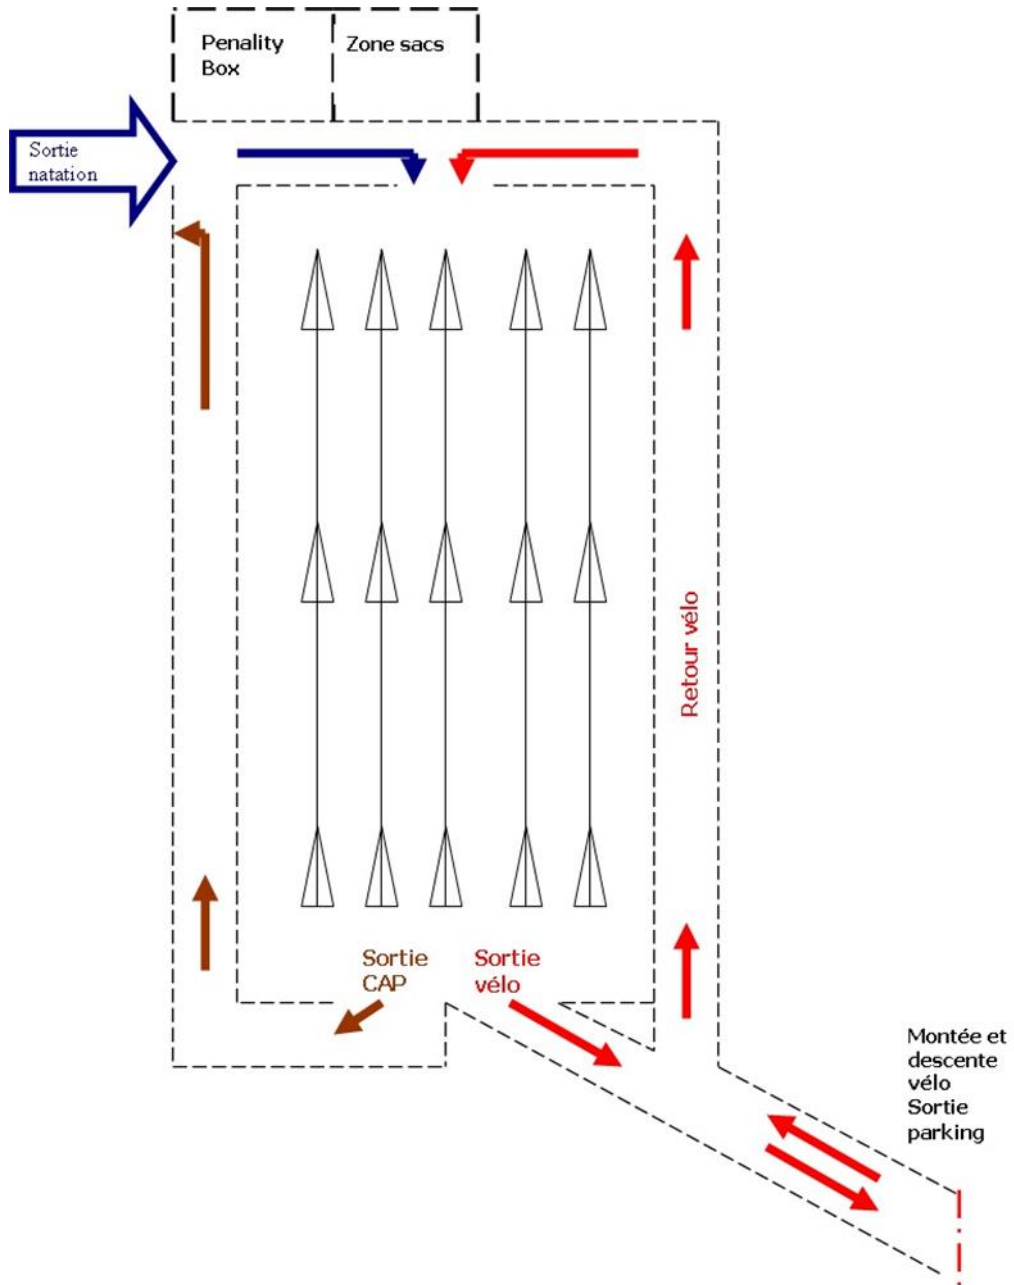 Penality
Box
Zone sacs
Sortie
natation
Retour vélo
Sortie
CAP
Sortie
vélo
Montée et
descente
vélo
Sortie
parking